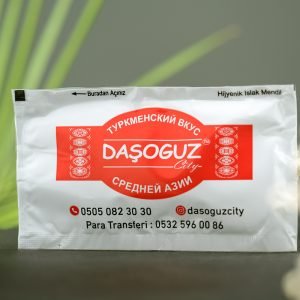 ← Buradan Açınız
Hijyenik Islak Mendil
ТУРКМЕНСКИЙ ВКУС
DAŞOGUZ
City
СРЕДНЕЙ АЗИИ
0505 082 30 30 dasoguzcity
Para Transferi : 0532 596 00 86